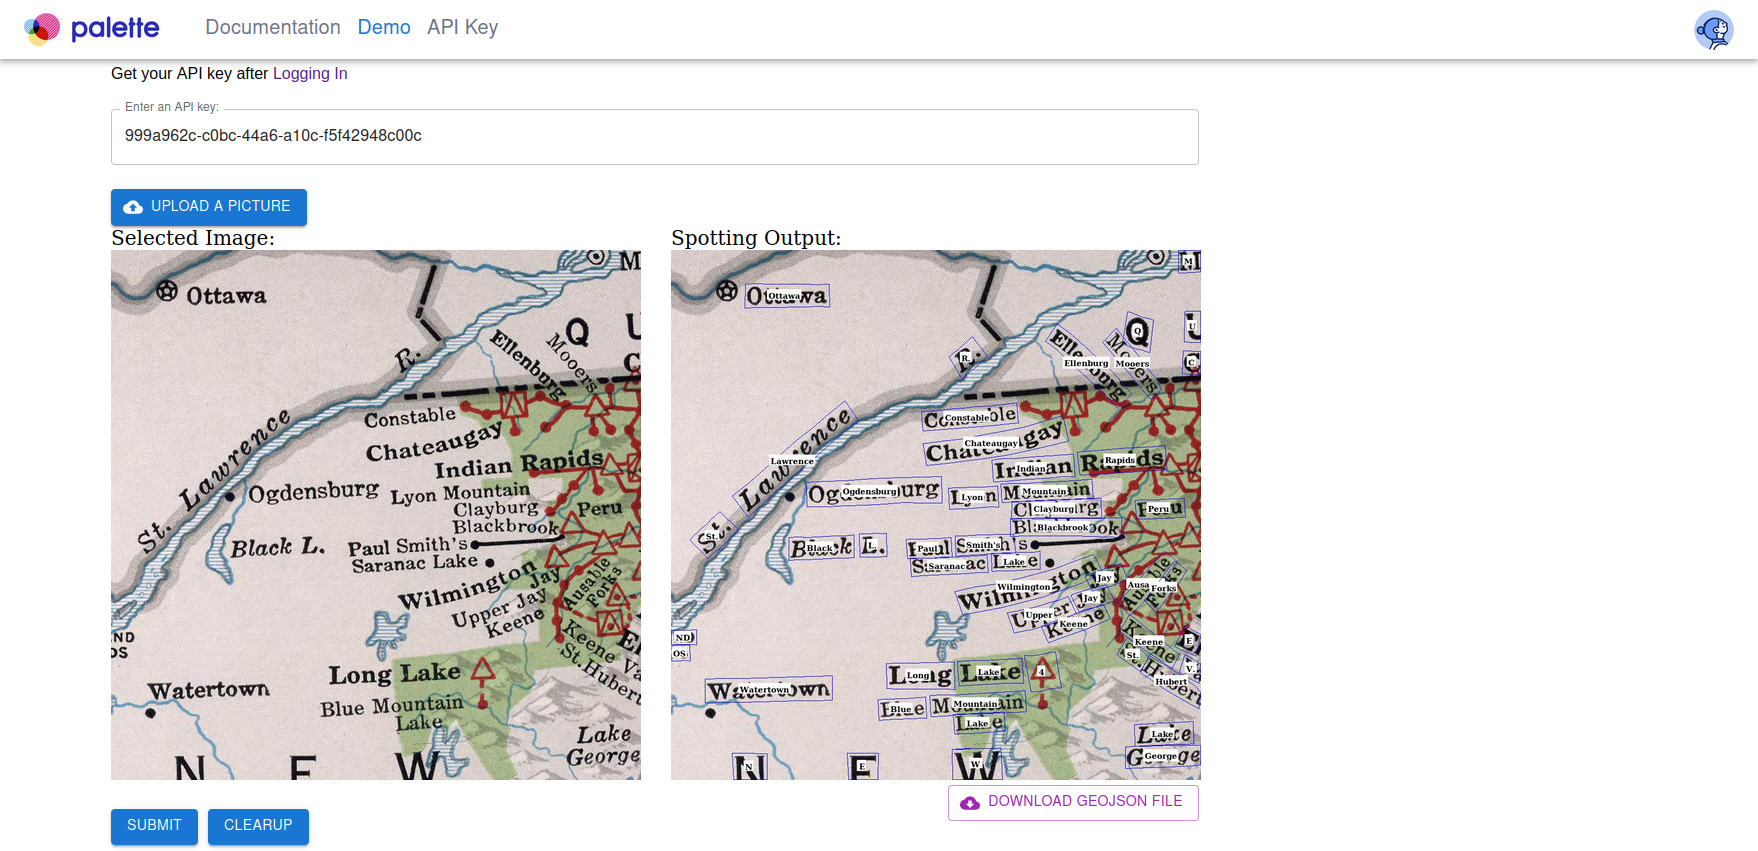 palette
Documentation Demo API Key
Get your API key after Logging In
Enter an API key:
999a962c-c0bc-44a6-a10c-f5f42948c00c
UPLOAD A PICTURE
Selected Image:
M
Ottawa
Q
U
C
R.
Ellenburg
Mooers
Constable
Chateaugay
St. Lawrence
Indian Rapids
Ogdensburg
Lyon Mountain
Clayburg
Blackbrook
Peru
Black L.
Paul Smith's
Saranac Lake
Wilmington
Jay
Upper Jay
Keene
Ausable
Forks
ND
OS
Keene Va
St. Hubert
E
Long Lake
Watertown
Blue Mountain
Lake
Lake
George
N E W
Spotting Output:
M
Ottawa
Q
U
C
R.
Ellenburg
Mooers
Constable
Chateaugay
Lawrence
Indian
Rapids
Ogdensburg
Lyon
Mountain
Clayburg
Peru
Blackbrook
St.
Black
L.
Paul
Smith's
Saranac
Lake
Wilmington
Jay
Ausa
Forks
Jay
Upper
Keene
ND
OS
Keene
E
St.
V
Hubert
Long
Lake
4
Watertown
Blue
Mountain
Lake
Lake
George
N
E
W
DOWNLOAD GEOJSON FILE
SUBMIT CLEARUP